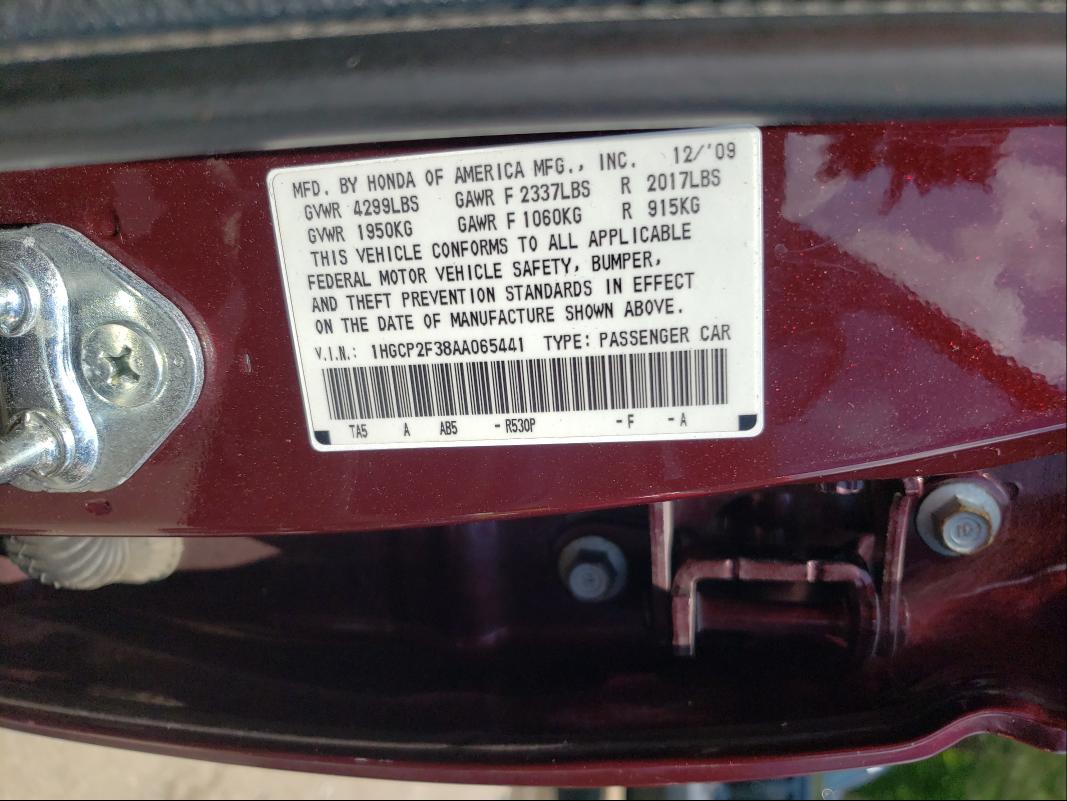 MFD. BY HONDA OF AMERICA MFG., INC. 12/'09
GVWR 4299LBS GAWR F 2337LBS R 2017LBS
GVWR 1950KG GAWR F 1060KG R 915KG
THIS VEHICLE CONFORMS TO ALL APPLICABLE
FEDERAL MOTOR VEHICLE SAFETY, BUMPER,
AND THEFT PREVENTION STANDARDS IN EFFECT
ON THE DATE OF MANUFACTURE SHOWN ABOVE.
V.I.N.: 1HGCP2F38AA065441 TYPE: PASSENGER CAR
TA5 A AB5 -R530P -F -A